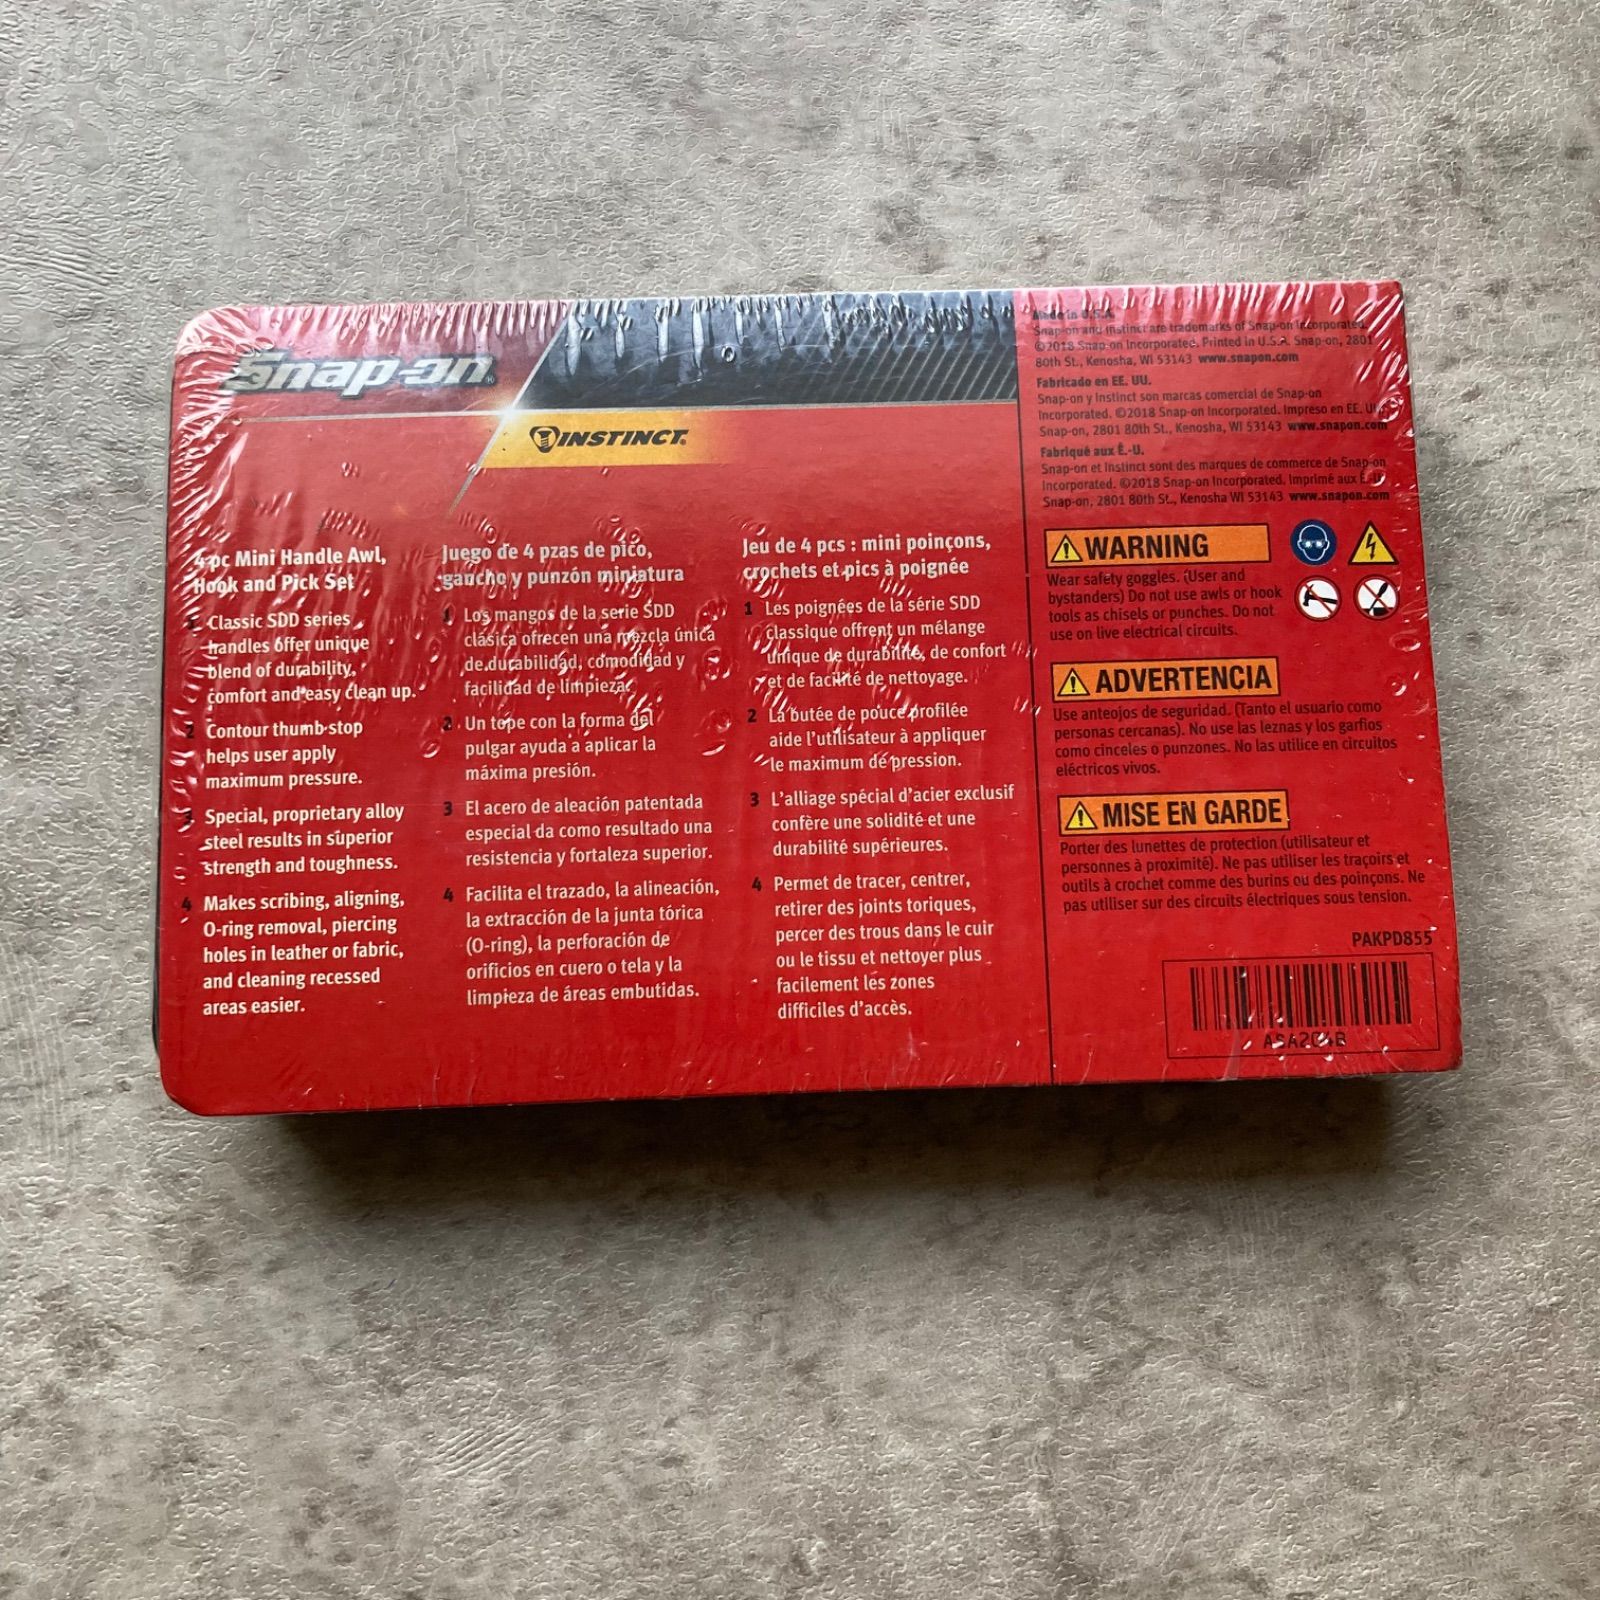 Snap-on
INSTINCT
4 pc Mini Handle Awl,
Hook and Pick Set
1 Classic SDD series
handles offer unique
blend of durability,
comfort and easy clean up.
2 Contour thumb-stop
helps user apply
maximum pressure.
3 Special, proprietary alloy
steel results in superior
strength and toughness.
4 Makes scribing, aligning,
O-ring removal, piercing
holes in leather or fabric,
and cleaning recessed
areas easier.
Juego de 4 pzas de pico,
gancho y punzón miniatura
1 Los mangos de la serie SDD
clásica ofrecen una mezcla única
de durabilidad, comodidad y
facilidad de limpieza.
2 Un tope con la forma del
pulgar ayuda a aplicar la
máxima presión.
3 El acero de aleación patentada
especial da como resultado una
resistencia y fortaleza superior.
4 Facilita el trazado, la alineación,
la extracción de la junta tórica
(O-ring), la perforación de
orificios en cuero o tela y la
limpieza de áreas embutidas.
Jeu de 4 pcs : mini poinçons,
crochets et pics à poignée
1 Les poignées de la série SDD
classique offrent un mélange
unique de durabilité, de confort
et de facilité de nettoyage.
2 La butée de pouce profilée
aide l'utilisateur à appliquer
le maximum de pression.
3 L'alliage spécial d'acier exclusif
confère une solidité et une
durabilité supérieures.
4 Permet de tracer, centrer,
retirer des joints toriques,
percer des trous dans le cuir
ou le tissu et nettoyer plus
facilement les zones
difficiles d'accès.
Made in U.S.A.
Snap-on and Instinct are trademarks of Snap-on Incorporated.
©2018 Snap-on Incorporated. Printed in U.S.A. Snap-on, 2801
80th St., Kenosha, WI 53143 www.snapon.com
Fabricado en EE. UU.
Snap-on y Instinct son marcas comercial de Snap-on
Incorporated. ©2018 Snap-on Incorporated. Impreso en EE. UU.
Snap-on, 2801 80th St., Kenosha, WI 53143 www.snapon.com
Fabriqué aux É.-U.
Snap-on et Instinct sont des marques de commerce de Snap-on
Incorporated. ©2018 Snap-on Incorporated. Imprimé aux É.-U.
Snap-on, 2801 80th St., Kenosha WI 53143 www.snapon.com
WARNING
Wear safety goggles. (User and
bystanders) Do not use awls or hook
tools as chisels or punches. Do not
use on live electrical circuits.
ADVERTENCIA
Use anteojos de seguridad. (Tanto el usuario como
personas cercanas). No use las leznas y los garfios
como cinceles o punzones. No las utilice en circuitos
eléctricos vivos.
MISE EN GARDE
Porter des lunettes de protection (utilisateur et
personnes à proximité). Ne pas utiliser les traçoirs et
outils à crochet comme des burins ou des poinçons. Ne
pas utiliser sur des circuits électriques sous tension.
PAKPD855
ASA204B